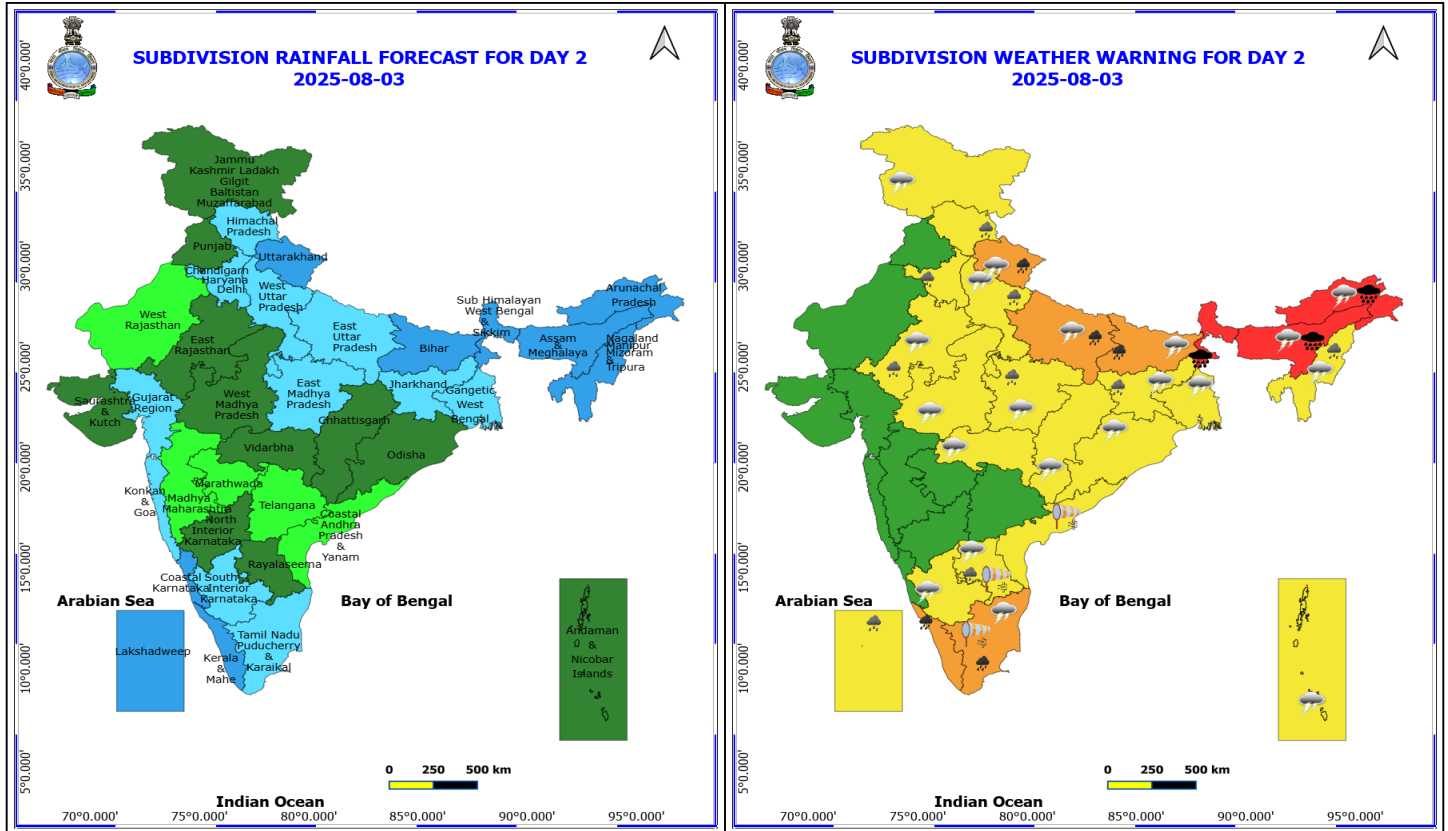 SUBDIVISION RAINFALL FORECAST FOR DAY 2
2025-08-03
40°0.000'
35°0.000'
30°0.000'
25°0.000'
20°0.000'
15°0.000'
10°0.000'
5°0.000'
Jammu
Kashmir Ladakh
Gilgit
Baltistan
Muzaffarabad
Himachal
Pradesh
Punjab
Uttarakhand
Chandigarh
Haryana
Delhi
West
Uttar
Pradesh
West
Rajasthan
East
Rajasthan
East
Uttar
Pradesh
Bihar
Sub Himalayan
West Bengal
&
Sikkim
Arunachal
Pradesh
Assam
&
Meghalaya
Nagaland
Manipur
Mizoram
&
Tripura
Saurashtra
&
Kutch
Gujarat
Region
West
Madhya
Pradesh
East
Madhya
Pradesh
Jharkhand
Gangetic
West
Bengal
Chhattisgarh
Vidarbha
Odisha
Konkan
&
Goa
Madhya
Maharashtra
Marathwada
Telangana
North
Interior
Karnataka
Coastal
Andhra
Pradesh
&
Yanam
Rayalaseema
Coastal
Karnataka
South
Interior
Karnataka
Tamil Nadu
Puducherry
&
Karaikal
Kerala
&
Mahe
Lakshadweep
Andaman
&
Nicobar
Islands
Arabian Sea
Bay of Bengal
0 250 500 km
Indian Ocean
70°0.000' 75°0.000' 80°0.000' 85°0.000' 90°0.000' 95°0.000'
SUBDIVISION WEATHER WARNING FOR DAY 2
2025-08-03
40°0.000'
35°0.000'
30°0.000'
25°0.000'
20°0.000'
15°0.000'
10°0.000'
5°0.000'
Arabian Sea
Bay of Bengal
0 250 500 km
Indian Ocean
70°0.000' 75°0.000' 80°0.000' 85°0.000' 90°0.000' 95°0.000'